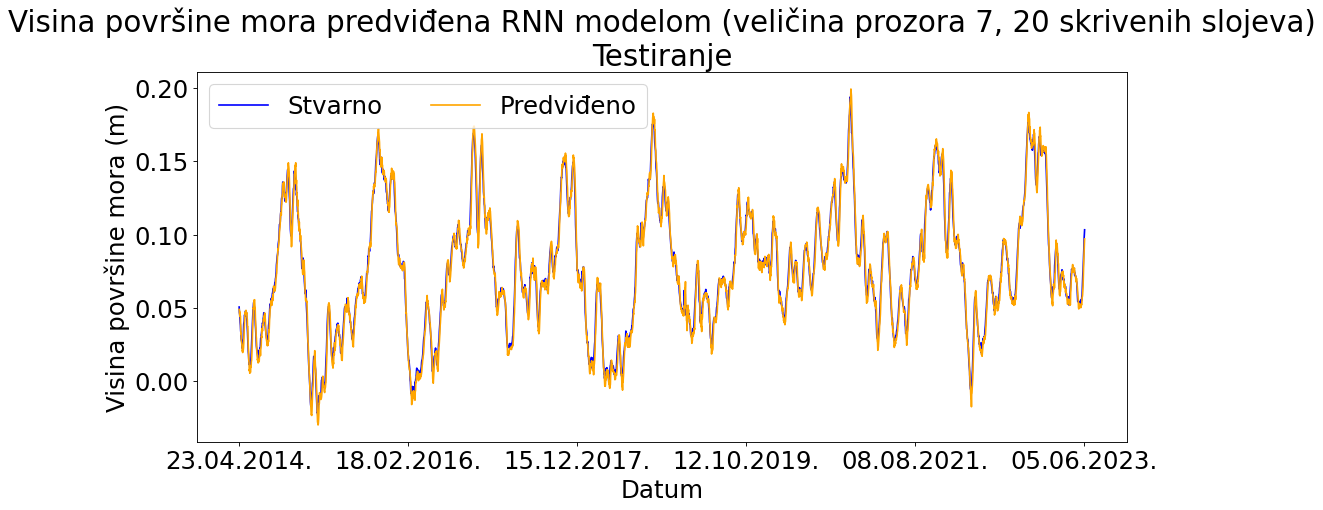 Visina površine mora predviđena RNN modelom (veličina prozora 7, 20 skrivenih slojeva)
Testiranje
Stvarno Predviđeno
Visina površine mora (m)
0.20
0.15
0.10
0.05
0.00
23.04.2014. 18.02.2016. 15.12.2017. 12.10.2019. 08.08.2021. 05.06.2023.
Datum